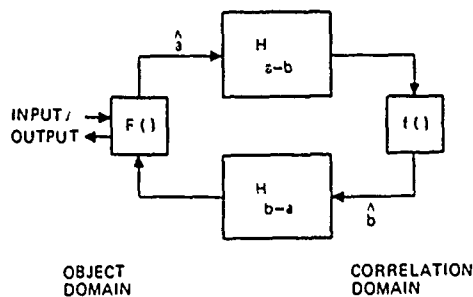 ^
a
H
a-b
INPUT/
OUTPUT
F()
f()
H
b-a
^
b
OBJECT
DOMAIN
CORRELATION
DOMAIN